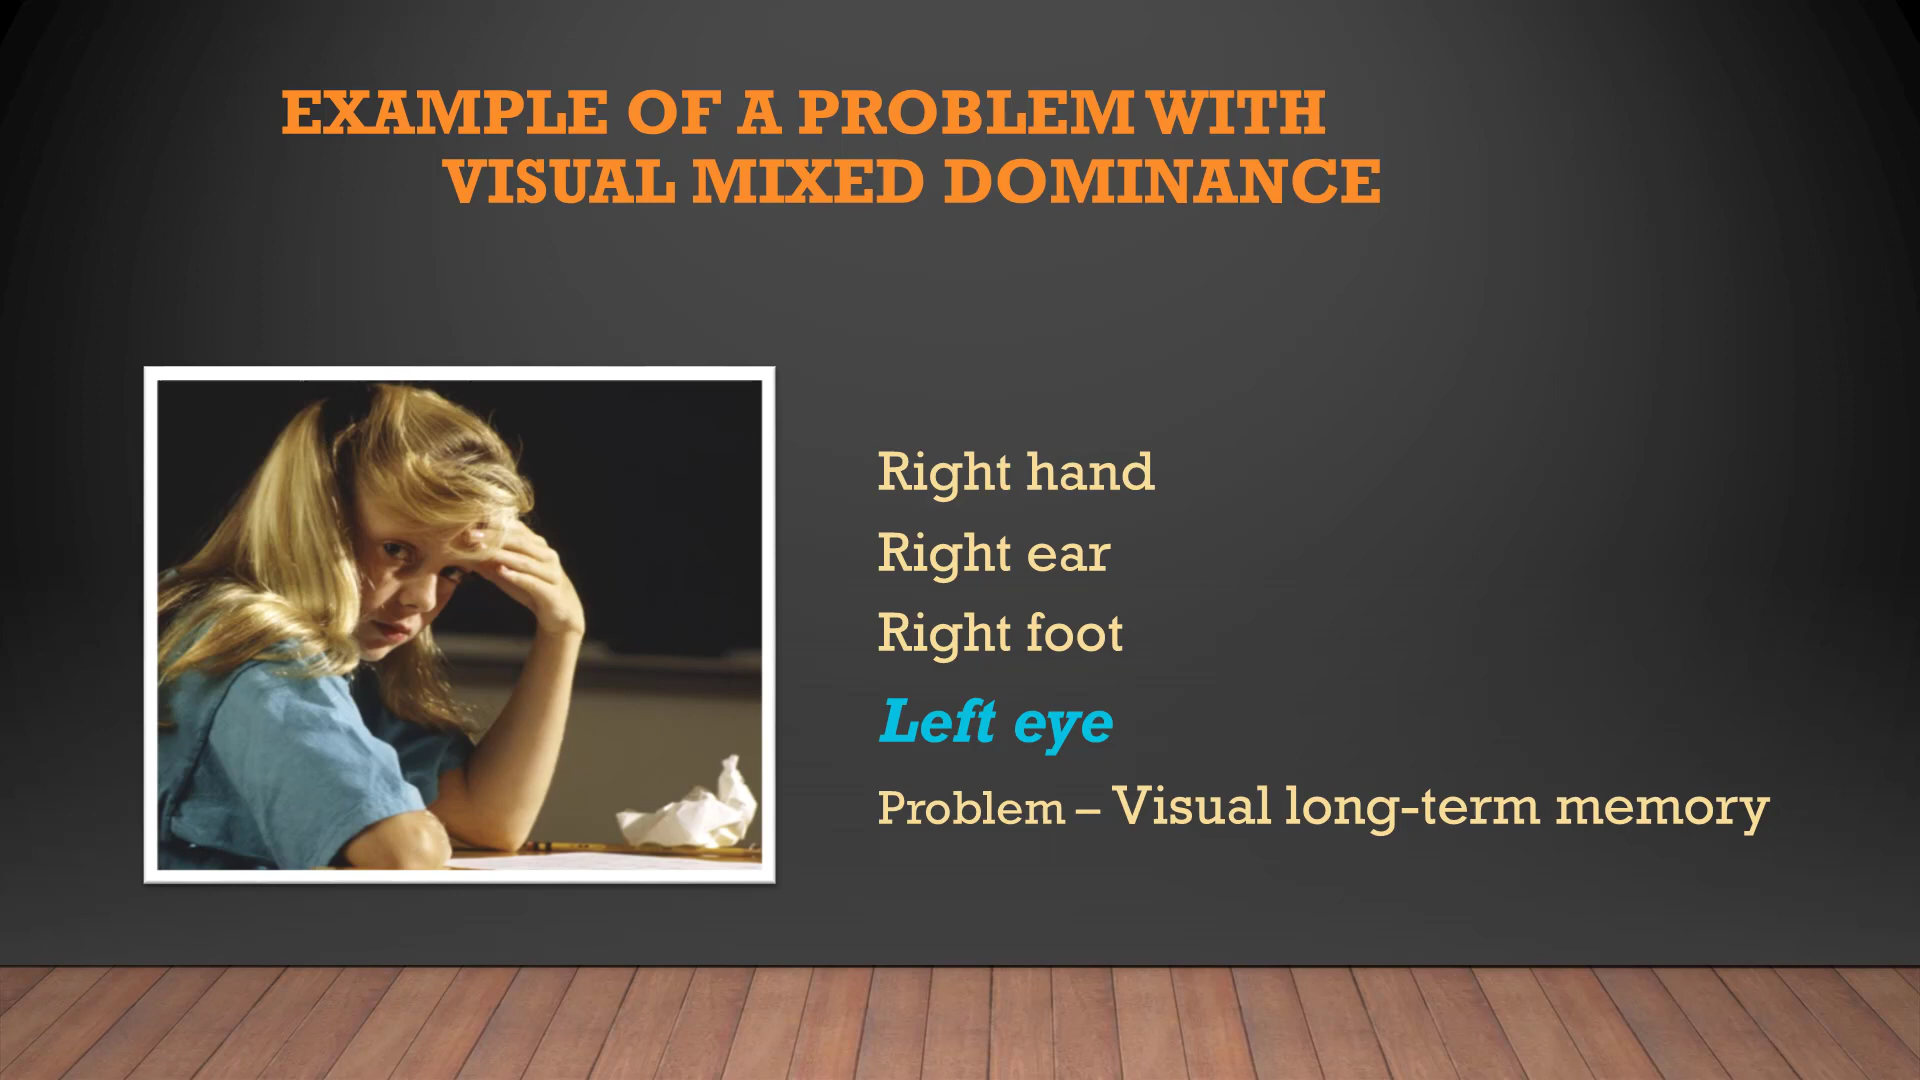 EXAMPLE OF A PROBLEM WITH
VISUAL MIXED DOMINANCE
Right hand
Right ear
Right foot
Left eye
Problem – Visual long-term memory